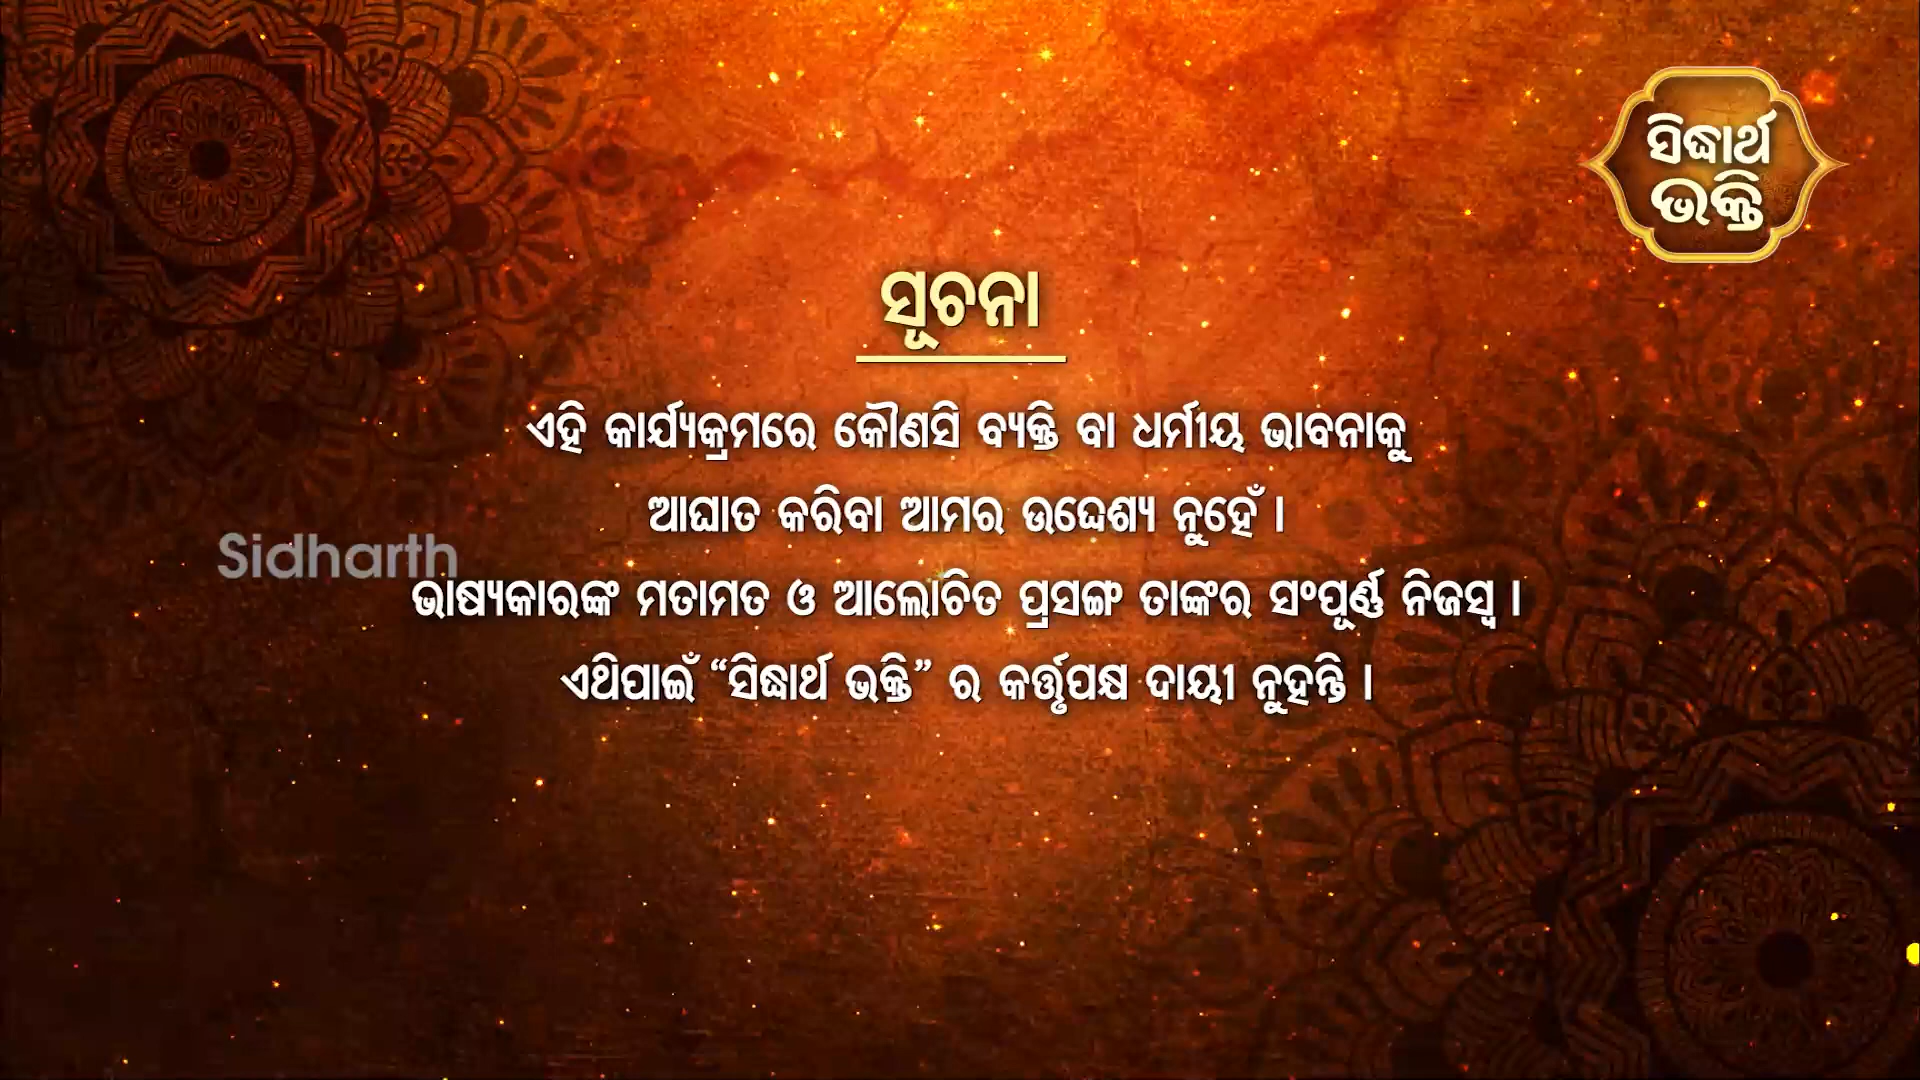 ସିଦ୍ଧାର୍ଥ
ଭକ୍ତି
ସୂଚନା
ଏହି କାର୍ଯ୍ୟକ୍ରମରେ କୌଣସି ବ୍ୟକ୍ତି ବା ଧର୍ମୀୟ ଭାବନାକୁ
ଆଘାତ କରିବା ଆମର ଉଦ୍ଦେଶ୍ୟ ନୁହେଁ ।
Sidharth
ଭାଷ୍ୟକାରଙ୍କ ମତାମତ ଓ ଆଲୋଚିତ ପ୍ରସଙ୍ଗ ତାଙ୍କର ସଂପୂର୍ଣ୍ଣ ନିଜସ୍ୱ ।
ଏଥିପାଇଁ “ସିଦ୍ଧାର୍ଥ ଭକ୍ତି” ର କର୍ତ୍ତୃପକ୍ଷ ଦାୟୀ ନୁହନ୍ତି ।